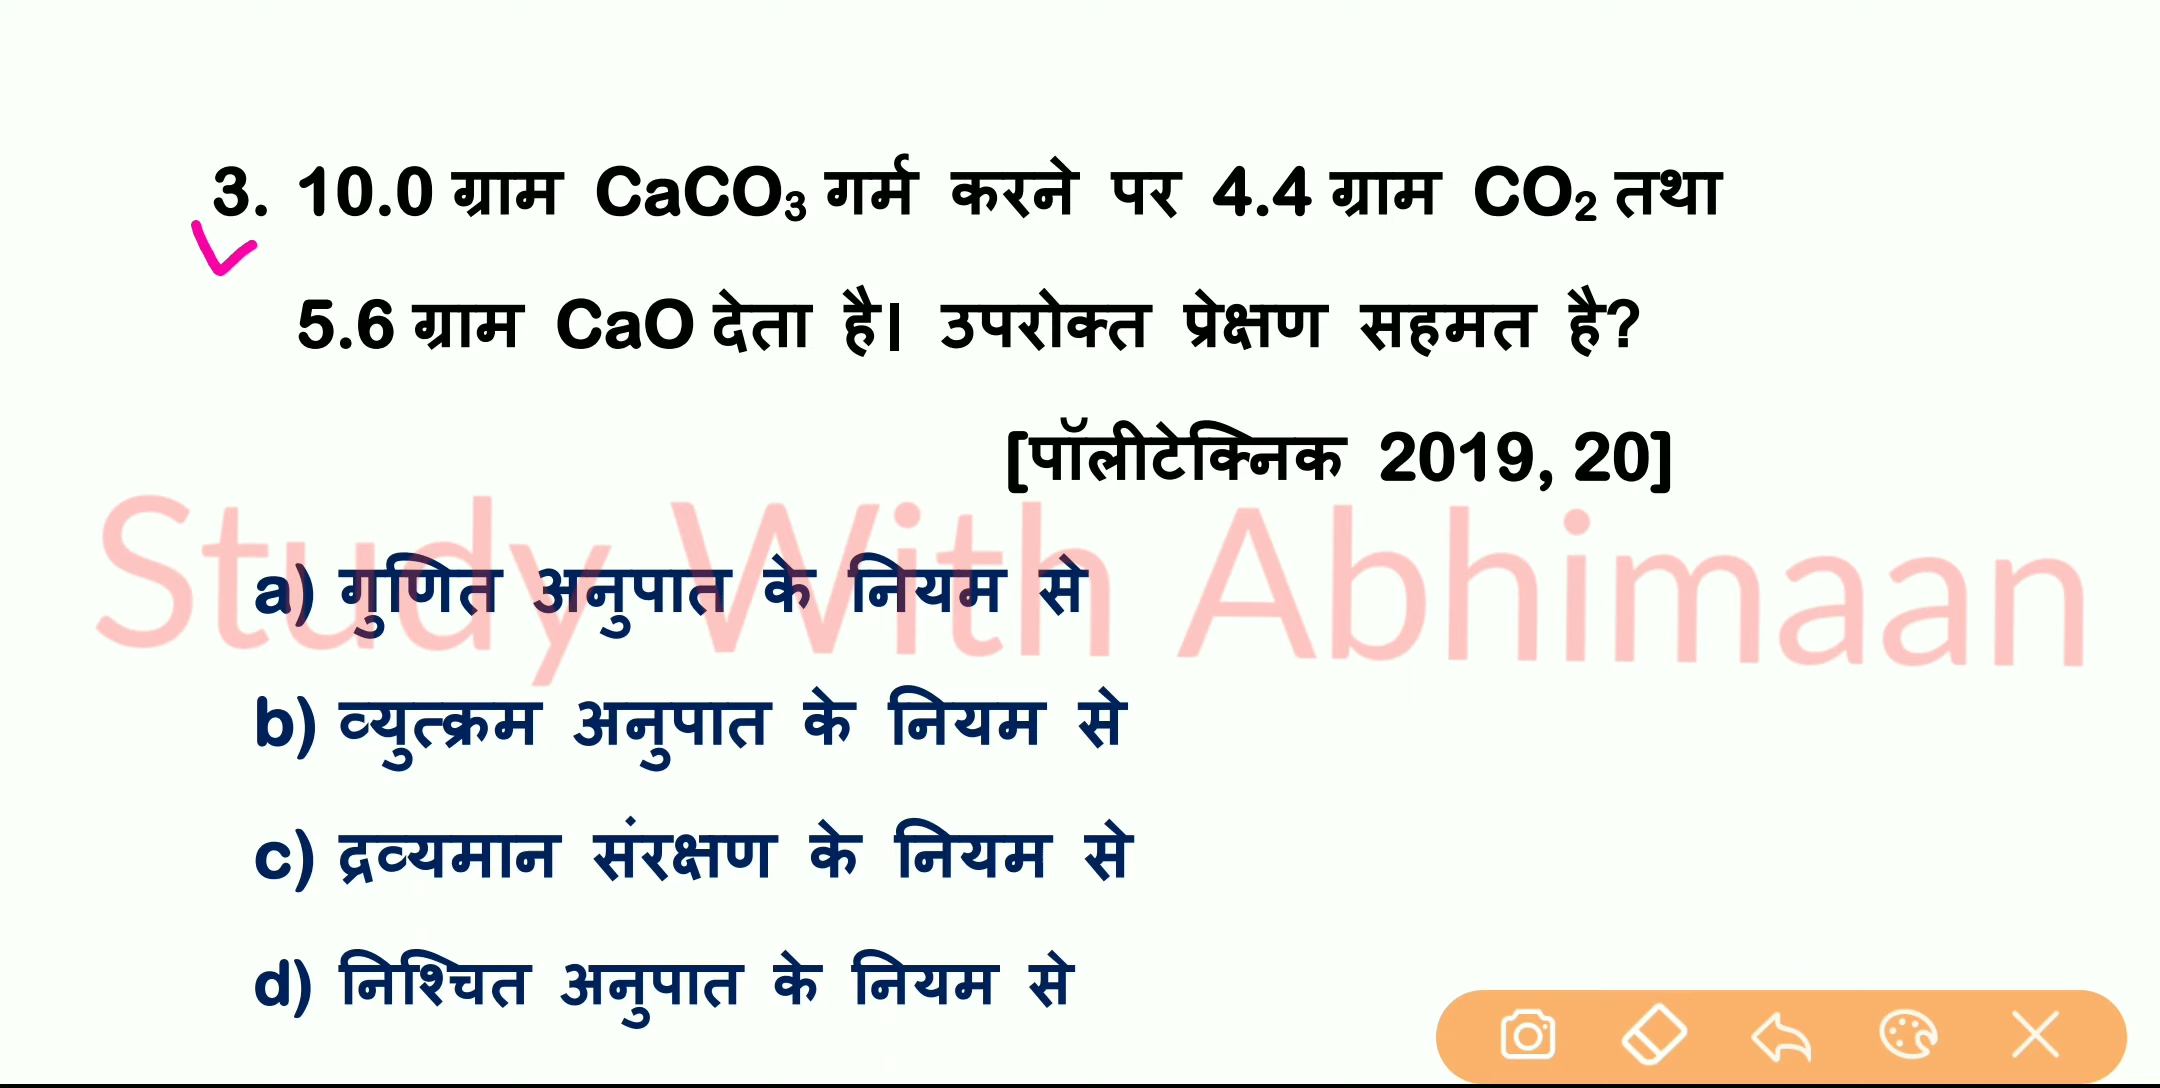 3. 10.0 ग्राम CaCO₃ गर्म करने पर 4.4 ग्राम CO₂ तथा
5.6 ग्राम CaO देता है। उपरोक्त प्रेक्षण सहमत है?
[पॉलीटेक्निक 2019, 20]
Study With Abhimaan
a) गुणित अनुपात के नियम से
b) व्युत्क्रम अनुपात के नियम से
c) द्रव्यमान संरक्षण के नियम से
d) निश्चित अनुपात के नियम से